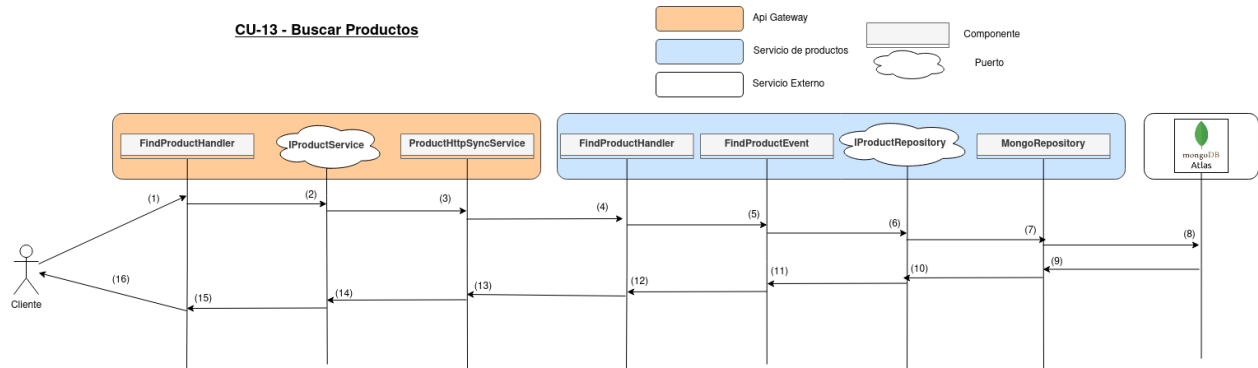 CU-13 - Buscar Productos
Api Gateway
Servicio de productos
Servicio Externo
Componente
Puerto
FindProductHandler
IProductService
ProductHttpSyncService
FindProductHandler
FindProductEvent
IProductRepository
MongoRepository
mongoDB
Atlas
(1)
(2)
(3)
(4)
(5)
(6)
(7)
(8)
(9)
(10)
(11)
(12)
(13)
(14)
(15)
(16)
Cliente